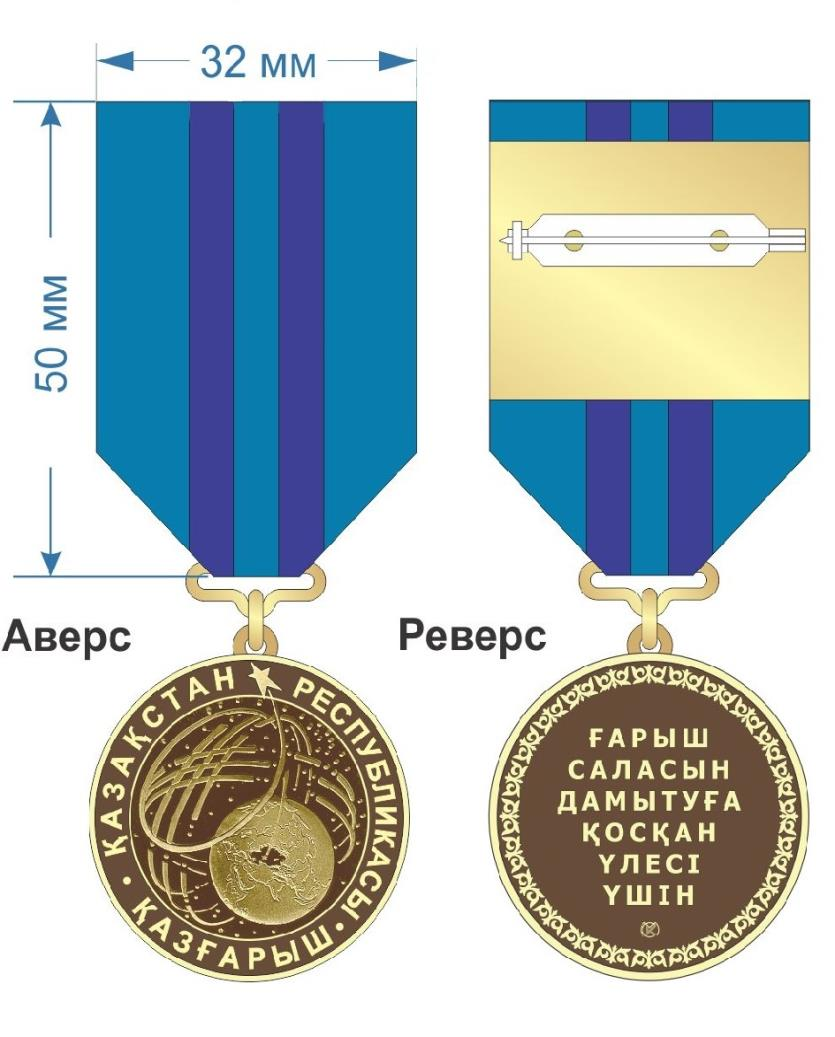 32 мм
50 мм
Аверс
Реверс
ҚАЗАҚСТАН РЕСПУБЛИКАСЫ
• ҚАЗҒАРЫШ •
ҒАРЫШ
САЛАСЫН
ДАМЫТУҒА
ҚОСҚАН
ҮЛЕСІ
ҮШІН